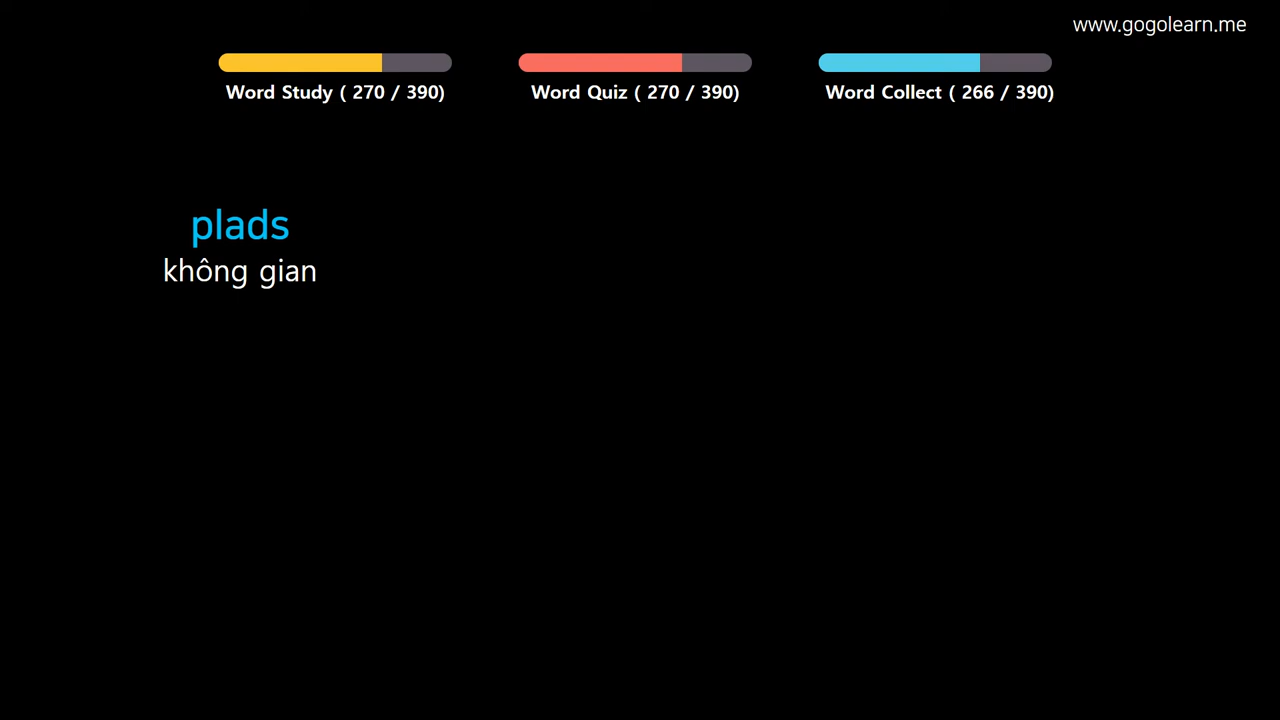 www.gogolearn.me
Word Study ( 270 / 390)
Word Quiz ( 270 / 390)
Word Collect ( 266 / 390)
plads
không gian